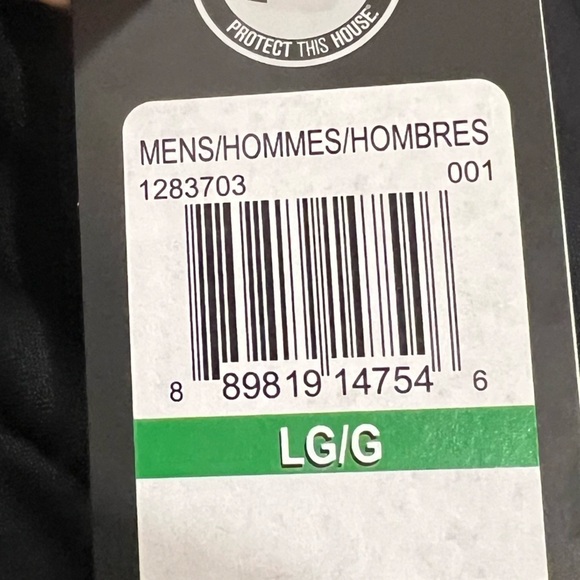 PROTECT THIS HOUSE®
MENS/HOMMES/HOMBRES
1283703 001
8 89819 14754 6
LG/G